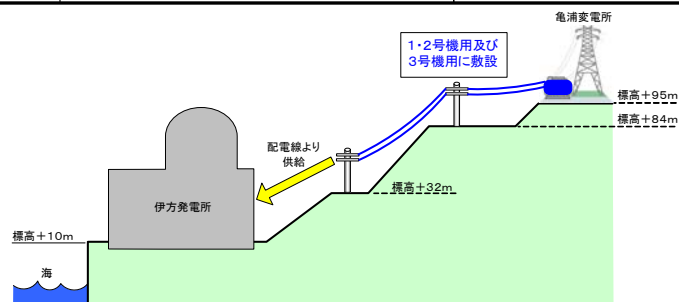 亀浦変電所
1・2号機用及び
3号機用に敷設
標高+95m
標高+84m
配電線より
供給
標高+32m
伊方発電所
標高+10m
海